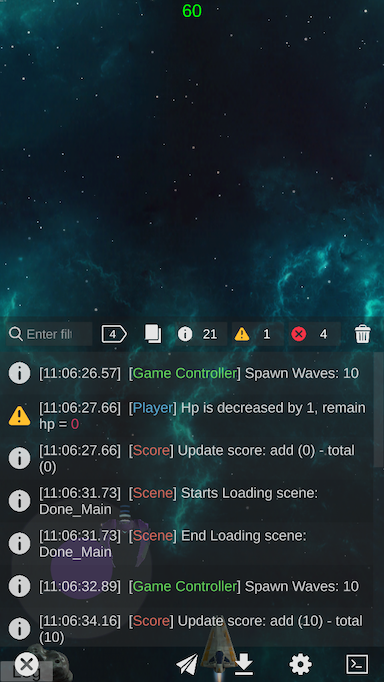 60
Enter filt
4
21
1
4
[11:06:26.57] [Game Controller] Spawn Waves: 10
[11:06:27.66] [Player] Hp is decreased by 1, remain
hp = 0
[11:06:27.66] [Score] Update score: add (0) - total
(0)
[11:06:31.73] [Scene] Starts Loading scene:
Done_Main
[11:06:31.73] [Scene] End Loading scene:
Done_Main
[11:06:32.89] [Game Controller] Spawn Waves: 10
[11:06:34.16] [Score] Update score: add (10) - total
(10)